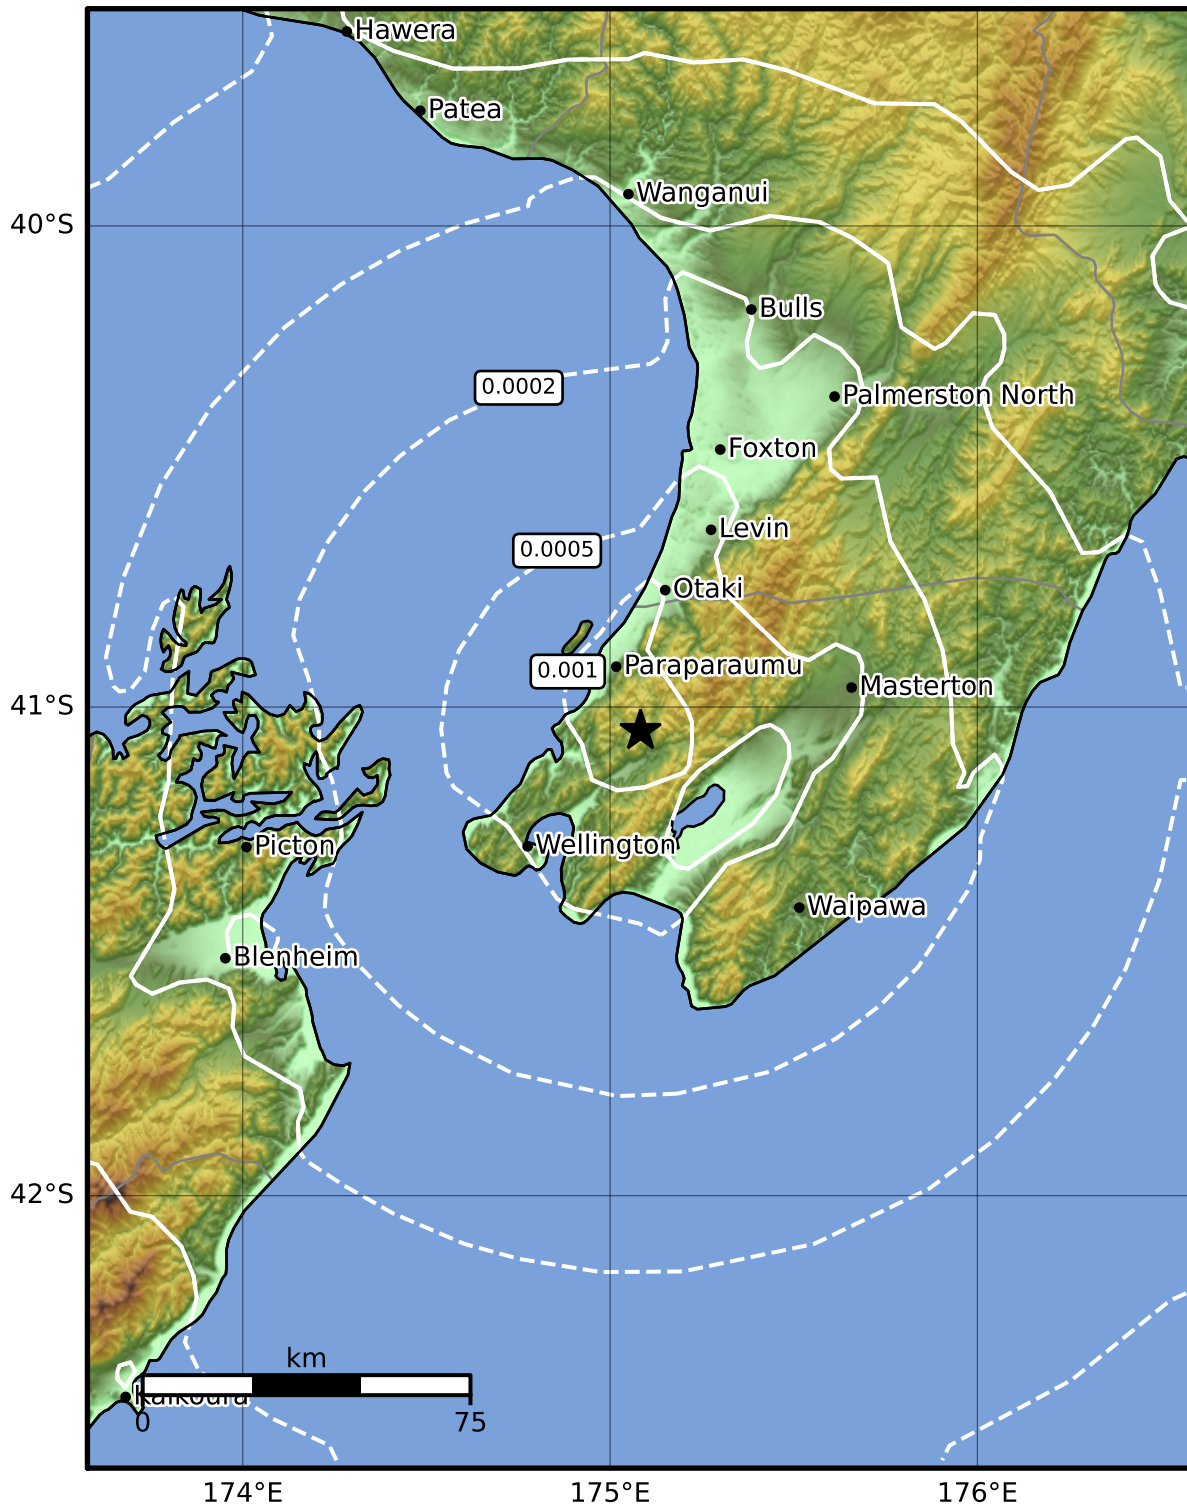 Hawera
Patea
Wanganui
40°S
Bulls
0.0002
Palmerston North
Foxton
Levin
0.0005
Otaki
0.001
Paraparaumu
Masterton
41°S
Picton
Wellington
Waipawa
Blenheim
42°S
km
Kaikoura
0
75
174°E
175°E
176°E